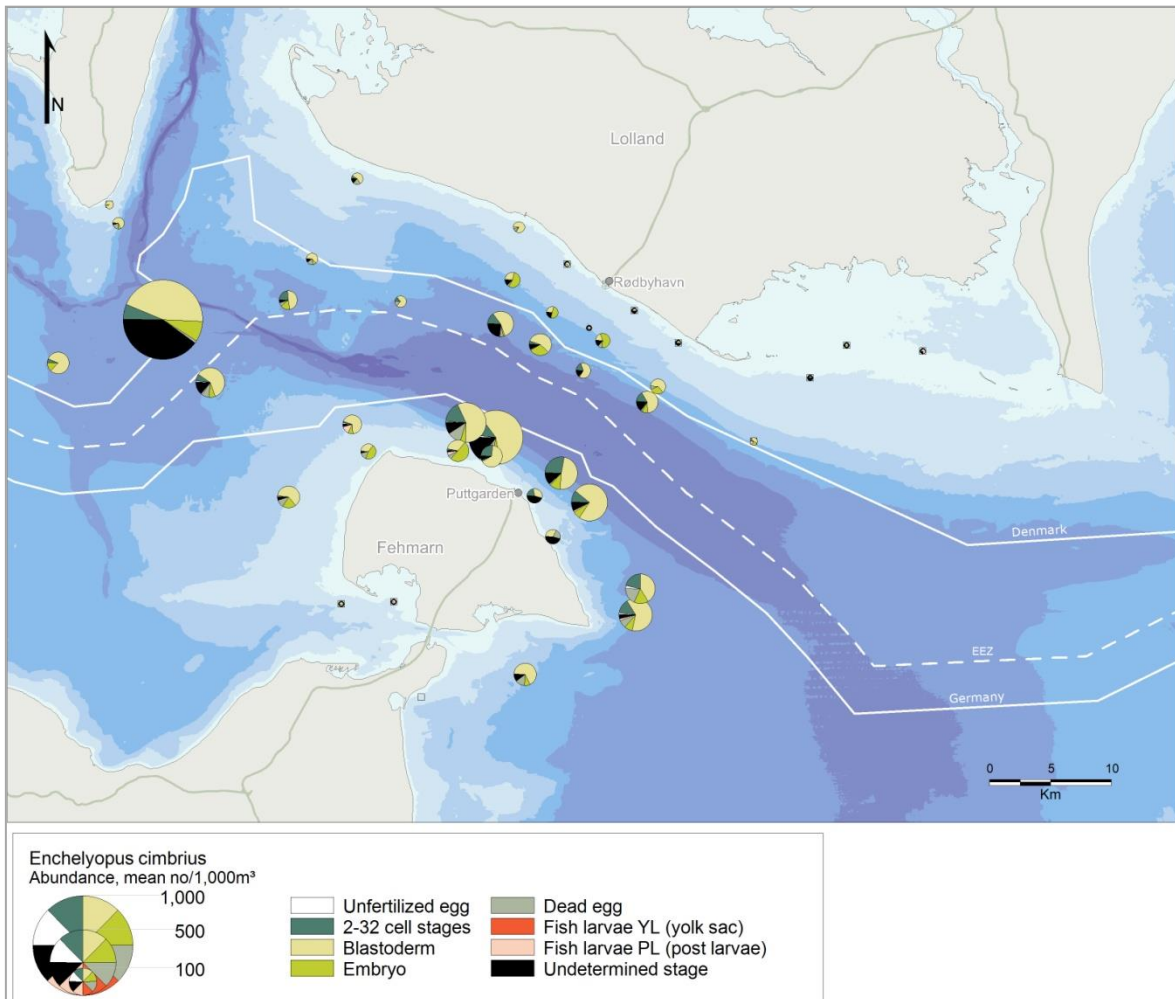 N
Lolland
Rødbyhavn
Puttgarden
Fehmarn
Denmark
EEZ
Germany
0 5 10
Km
Enchelyopus cimbrius
Abundance, mean no/1,000m³
1,000
500
100
Unfertilized egg
2-32 cell stages
Blastoderm
Embryo
Dead egg
Fish larvae YL (yolk sac)
Fish larvae PL (post larvae)
Undetermined stage